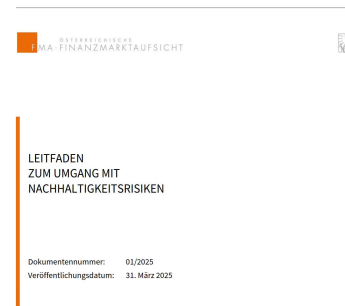 ÖSTERREICHISCHE
FMA·FINANZMARKTAUFSICHT
LEITFADEN
ZUM UMGANG MIT
NACHHALTIGKEITSRISIKEN
Dokumentennummer: 01/2025
Veröffentlichungsdatum: 31. März 2025